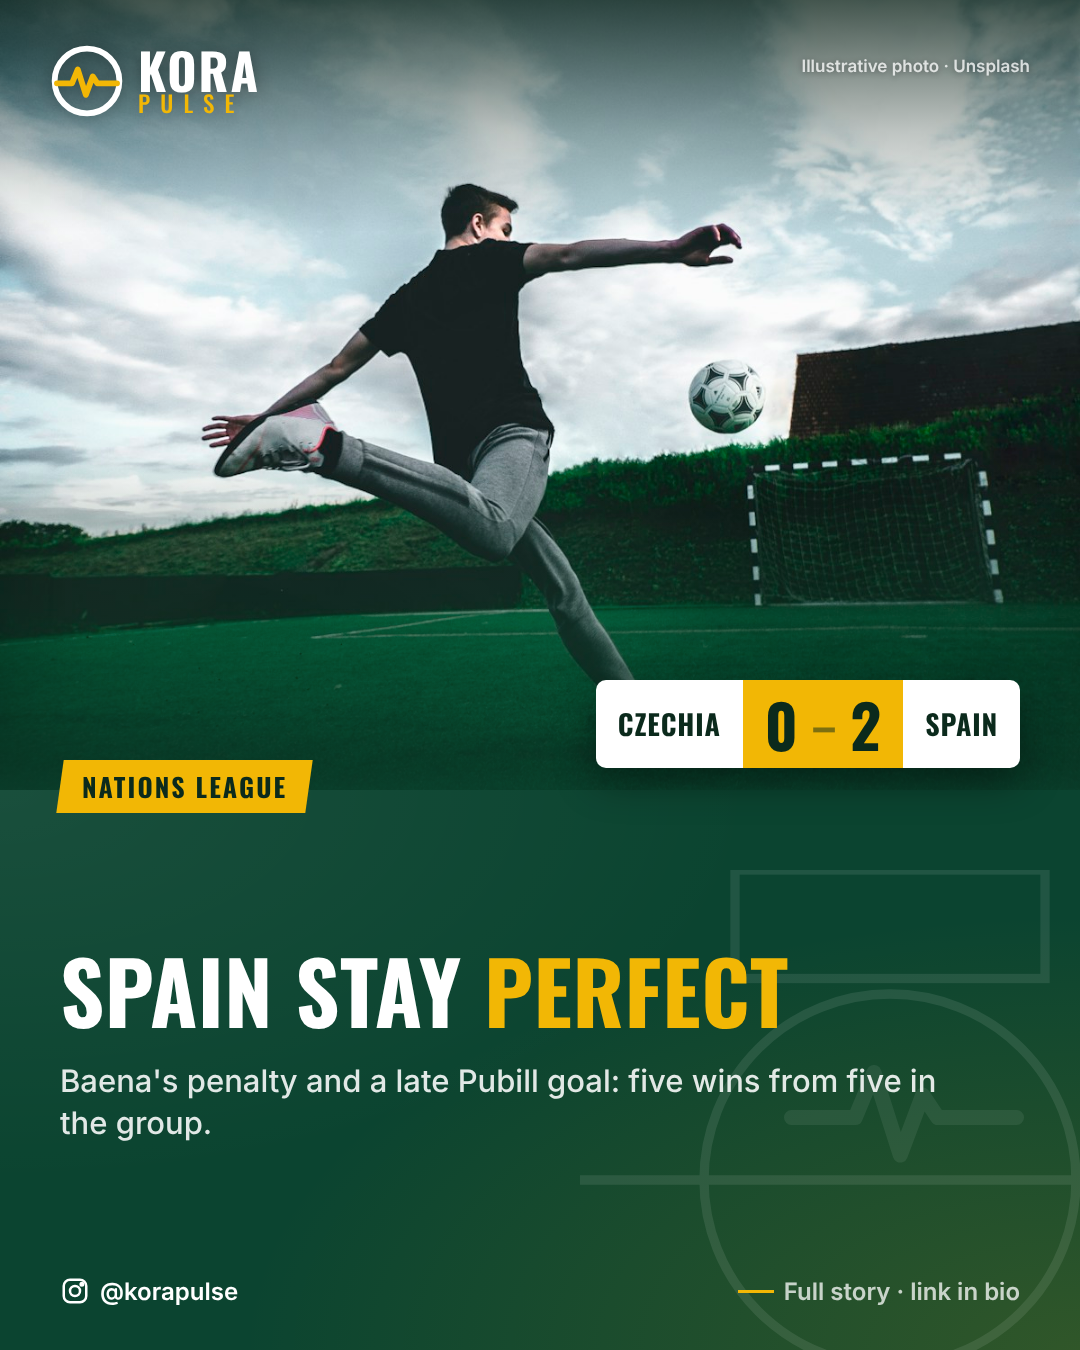 KORA
PULSE
Illustrative photo · Unsplash
CZECHIA 0 – 2 SPAIN
NATIONS LEAGUE
SPAIN STAY PERFECT
Baena's penalty and a late Pubill goal: five wins from five in
the group.
@korapulse
Full story · link in bio